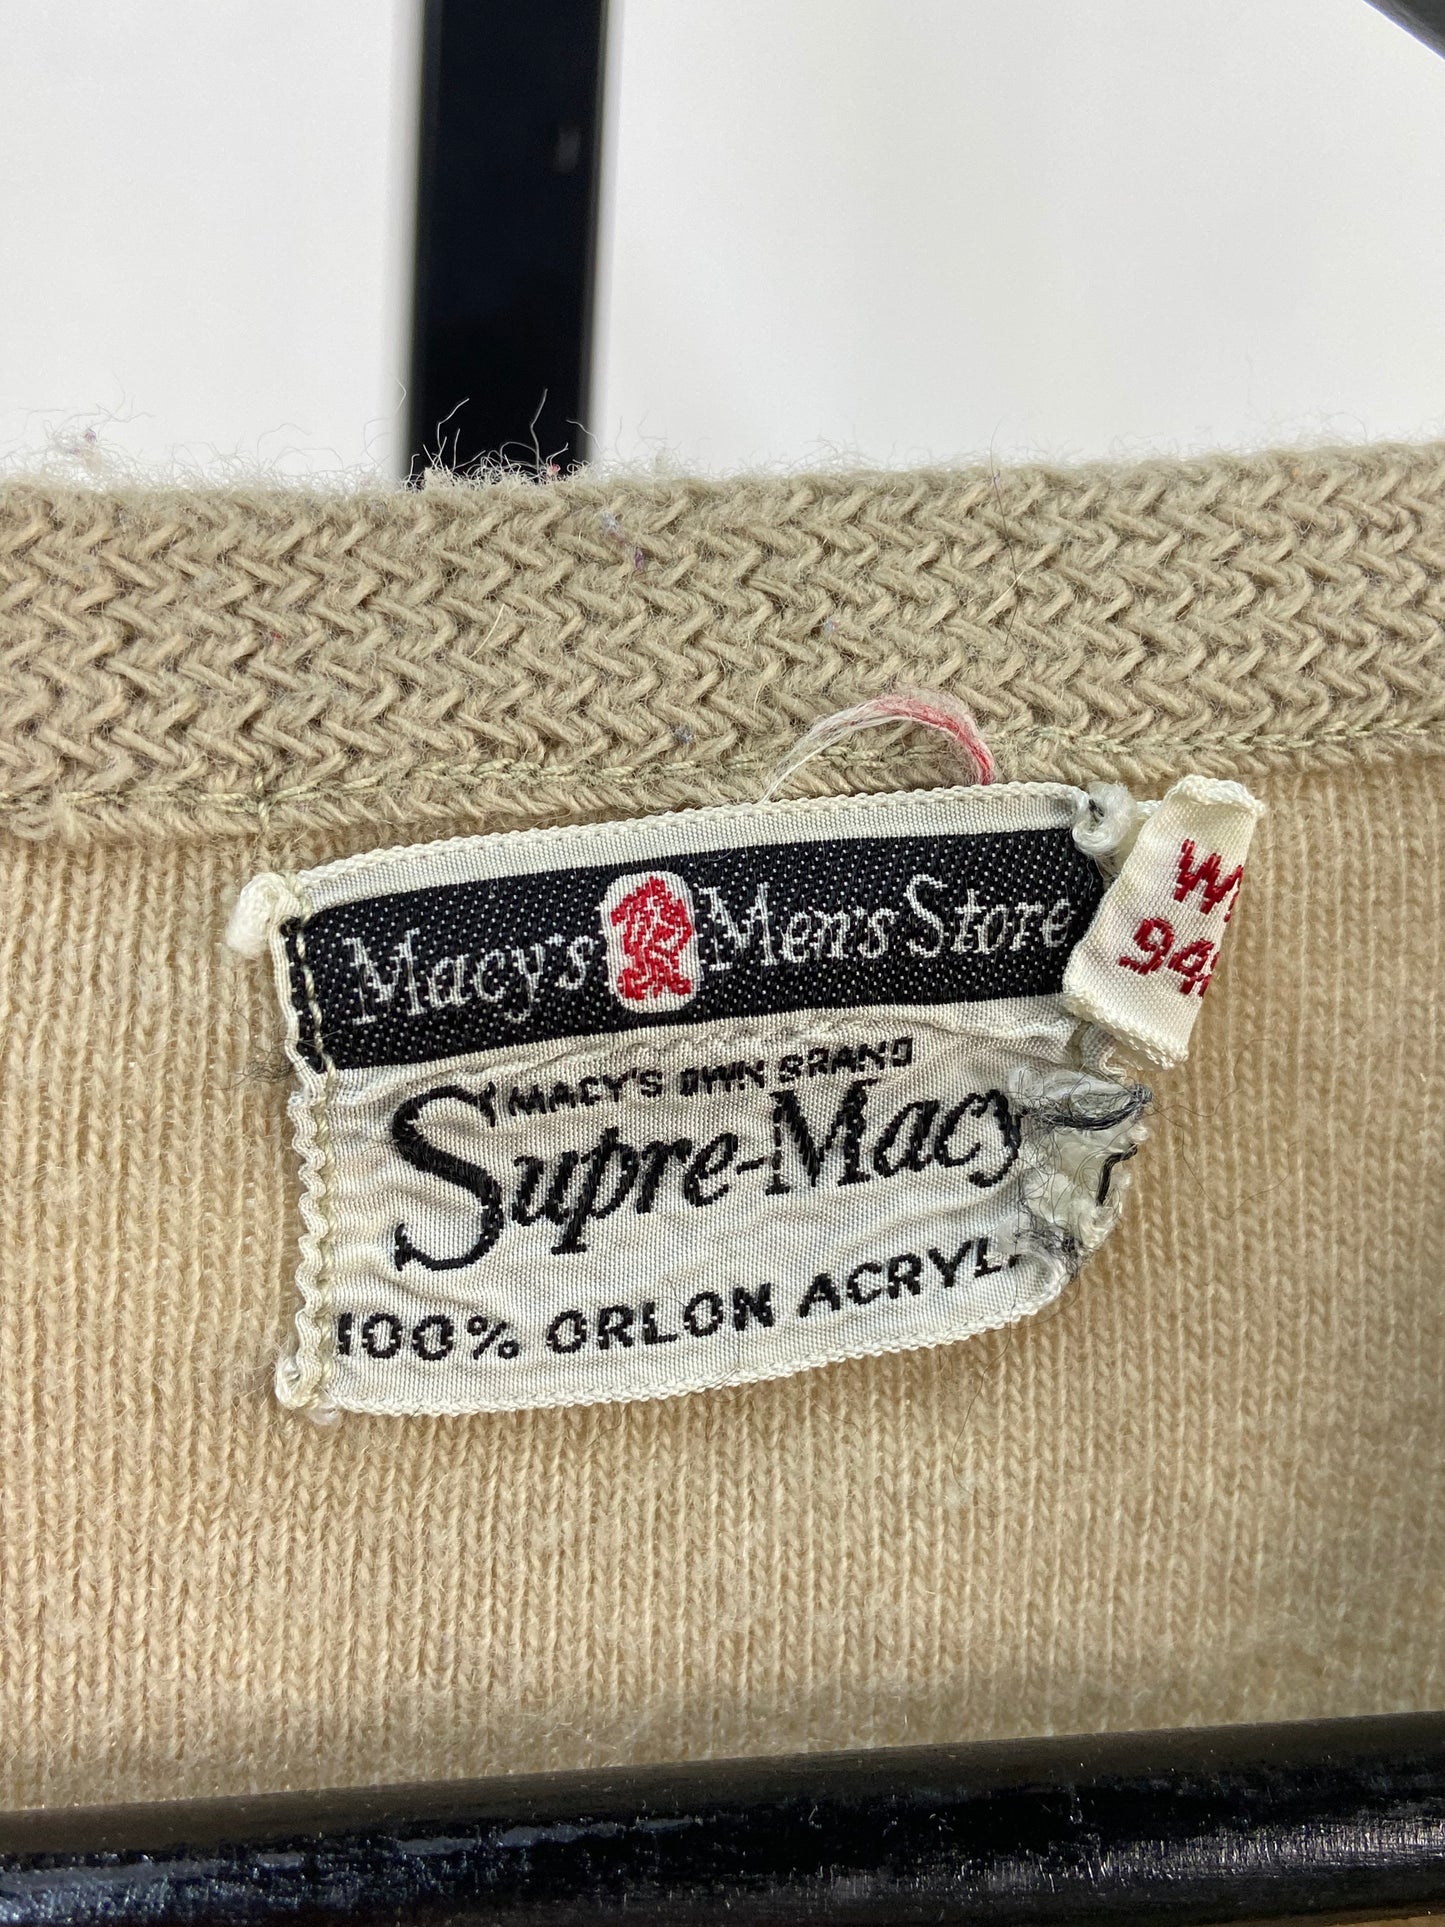 Macy's Men's Store
MACY'S OWN BRAND
Supre-Macy
100% ORLON ACRYL